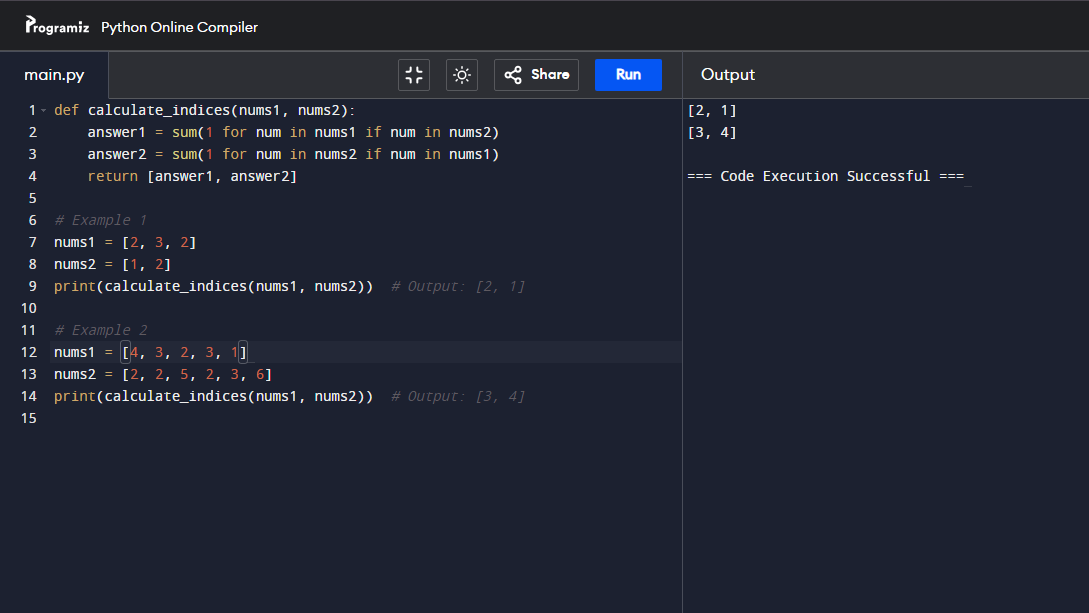 Programiz Python Online Compiler
main.py Share Run Output
1 def calculate_indices(nums1, nums2):
2     answer1 = sum(1 for num in nums1 if num in nums2)
3     answer2 = sum(1 for num in nums2 if num in nums1)
4     return [answer1, answer2]
5
6 # Example 1
7 nums1 = [2, 3, 2]
8 nums2 = [1, 2]
9 print(calculate_indices(nums1, nums2))  # Output: [2, 1]
10
11 # Example 2
12 nums1 = [4, 3, 2, 3, 1]
13 nums2 = [2, 2, 5, 2, 3, 6]
14 print(calculate_indices(nums1, nums2))  # Output: [3, 4]
15
[2, 1]
[3, 4]
=== Code Execution Successful ===